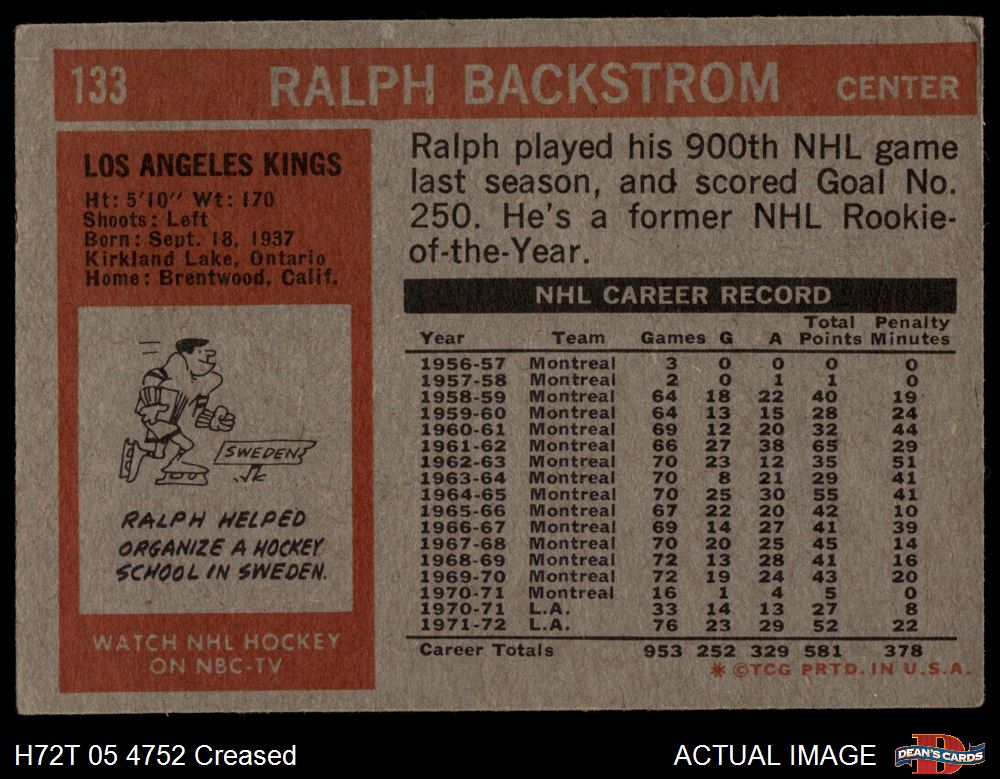 133 RALPH BACKSTROM CENTER
LOS ANGELES KINGS
Ht: 5'10'' Wt: 170
Shoots: Left
Born: Sept. 18, 1937
Kirkland Lake, Ontario
Home: Brentwood, Calif.
SWEDEN
RALPH HELPED
ORGANIZE A HOCKEY
SCHOOL IN SWEDEN.
WATCH NHL HOCKEY
ON NBC-TV
Ralph played his 900th NHL game
last season, and scored Goal No.
250. He's a former NHL Rookie-
of-the-Year.
NHL CAREER RECORD
Year Team Games G A Total Points Penalty Minutes
1956-57 Montreal 3 0 0 0 0
1957-58 Montreal 2 0 1 1 0
1958-59 Montreal 64 18 22 40 19
1959-60 Montreal 64 13 15 28 24
1960-61 Montreal 69 12 20 32 44
1961-62 Montreal 66 27 38 65 29
1962-63 Montreal 70 23 12 35 51
1963-64 Montreal 70 8 21 29 41
1964-65 Montreal 70 25 30 55 41
1965-66 Montreal 67 22 20 42 10
1966-67 Montreal 69 14 27 41 39
1967-68 Montreal 70 20 25 45 14
1968-69 Montreal 72 13 28 41 16
1969-70 Montreal 72 19 24 43 20
1970-71 Montreal 16 1 4 5 0
1970-71 L.A. 33 14 13 27 8
1971-72 L.A. 76 23 29 52 22
Career Totals 953 252 329 581 378
* ©TCG PRTD. IN U.S.A.
H72T 05 4752 Creased
ACTUAL IMAGE
DEAN'S CARDS